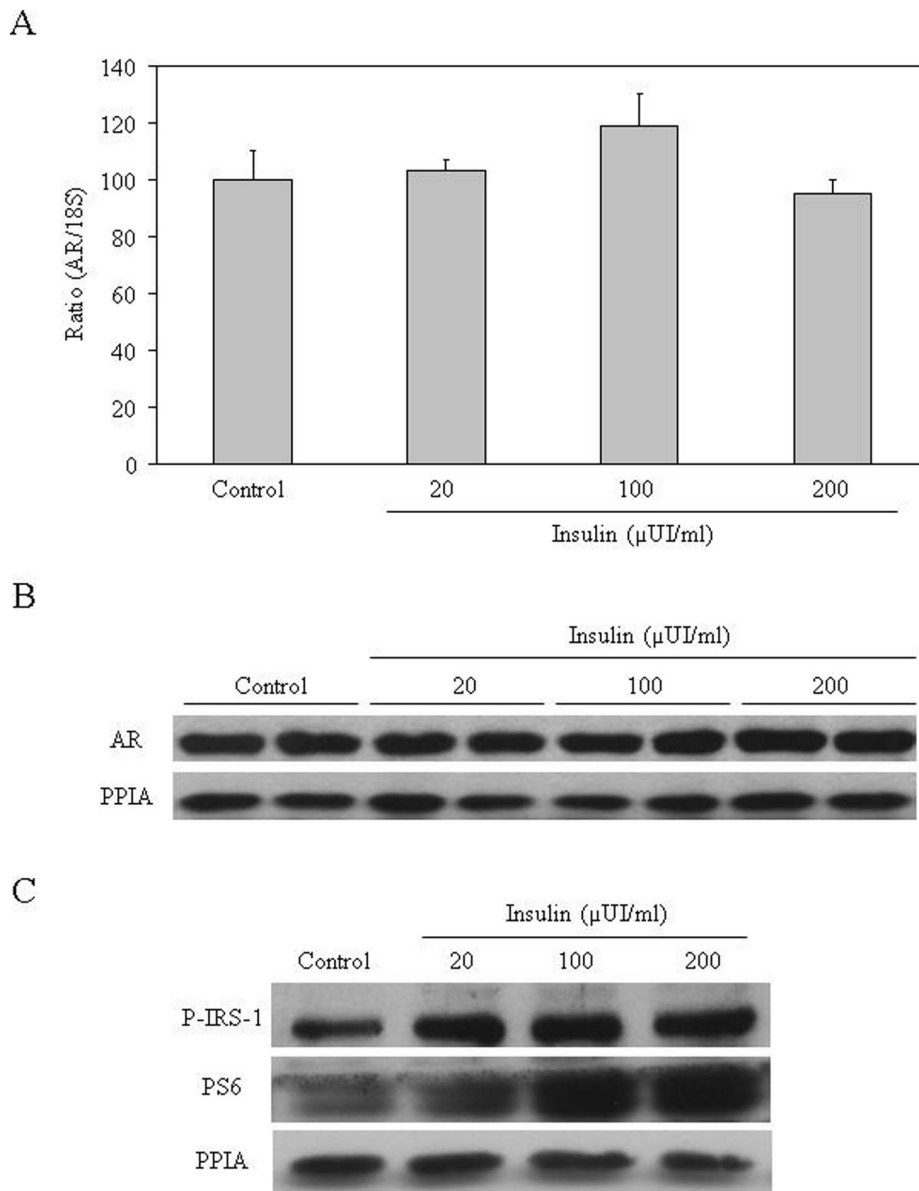 A
Ratio (AR/18S)
140
120
100
80
60
40
20
0
Control 20 100 200
Insulin (µUI/ml)
B
Insulin (µUI/ml)
Control 20 100 200
AR
PPIA
C
Insulin (µUI/ml)
Control 20 100 200
P-IRS-1
PS6
PPIA